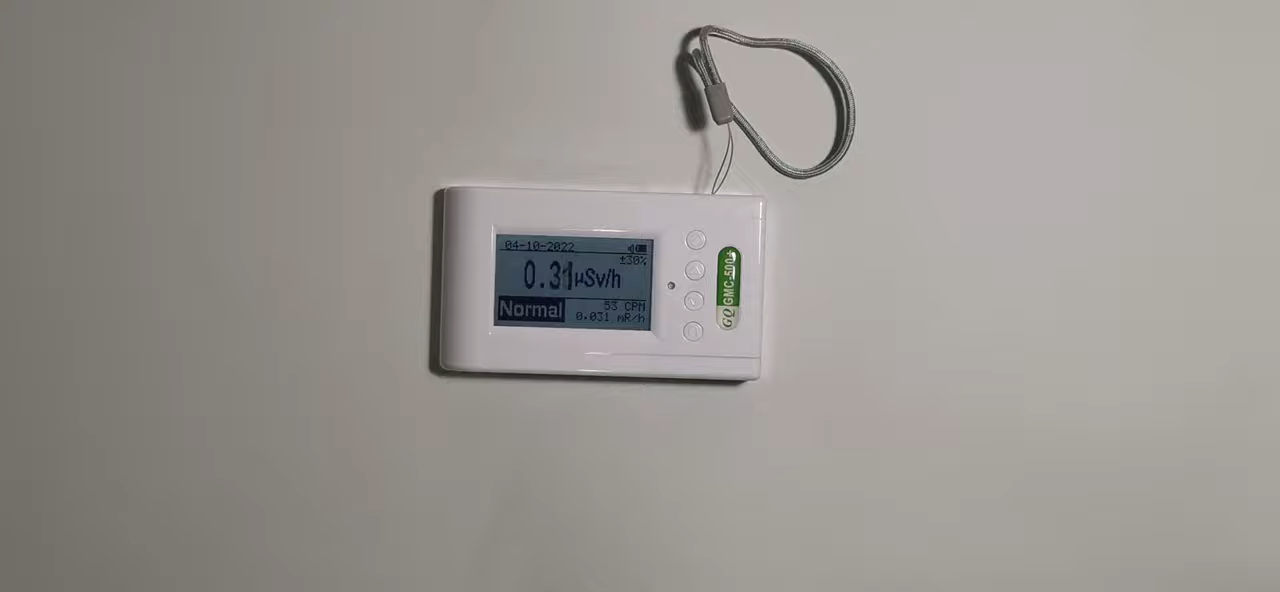 04-10-2022
±30%
0.31µSv/h
Normal
53 CPM
0.031 mR/h
GQ GMC-500+